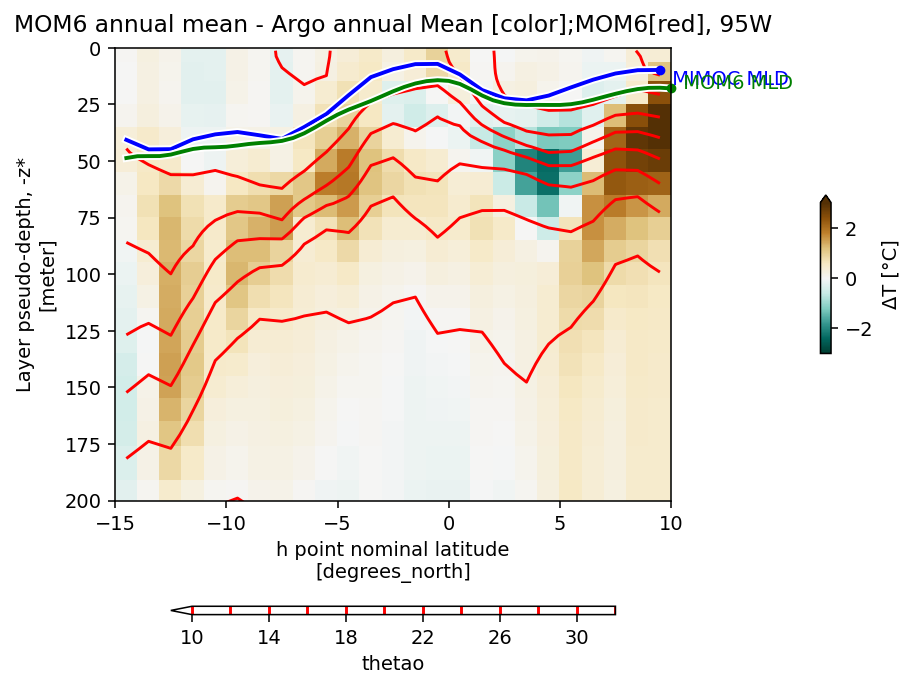 MOM6 annual mean - Argo annual Mean [color];MOM6[red], 95W
0
25
50
75
100
125
150
175
200
Layer pseudo-depth, -z*
[meter]
MIMOC MLD
MOM6 MLD
2
0
−2
ΔT [°C]
−15
−10
−5
0
5
10
h point nominal latitude
[degrees_north]
10
14
18
22
26
30
thetao